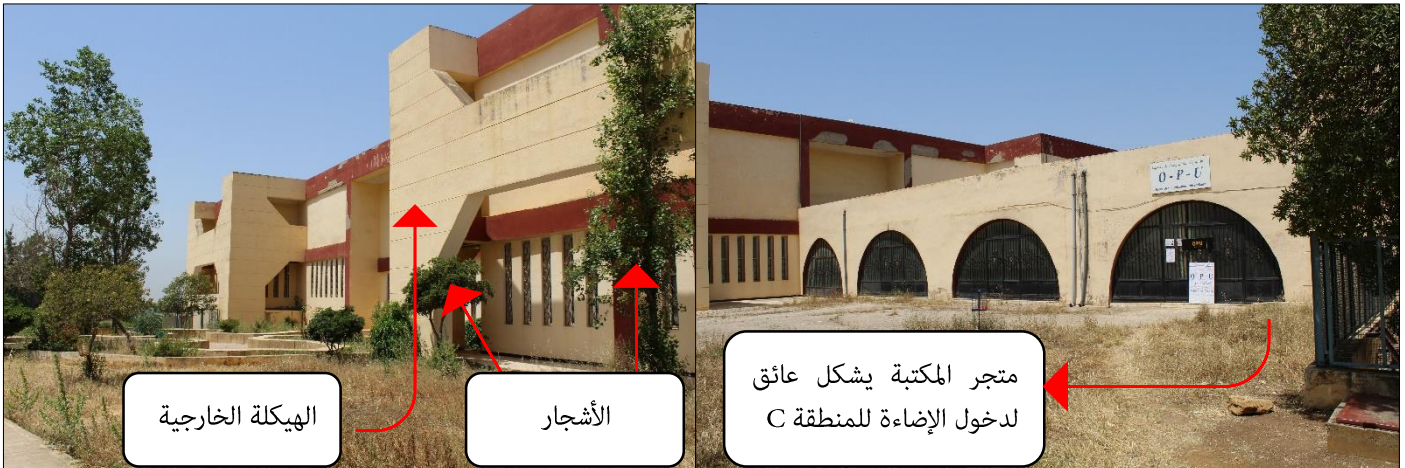 O-P-U
O P U
متجر المكتبة يشكل عائق
لدخول الإضاءة للمنطقة C
الأشجار
الهيكلة الخارجية